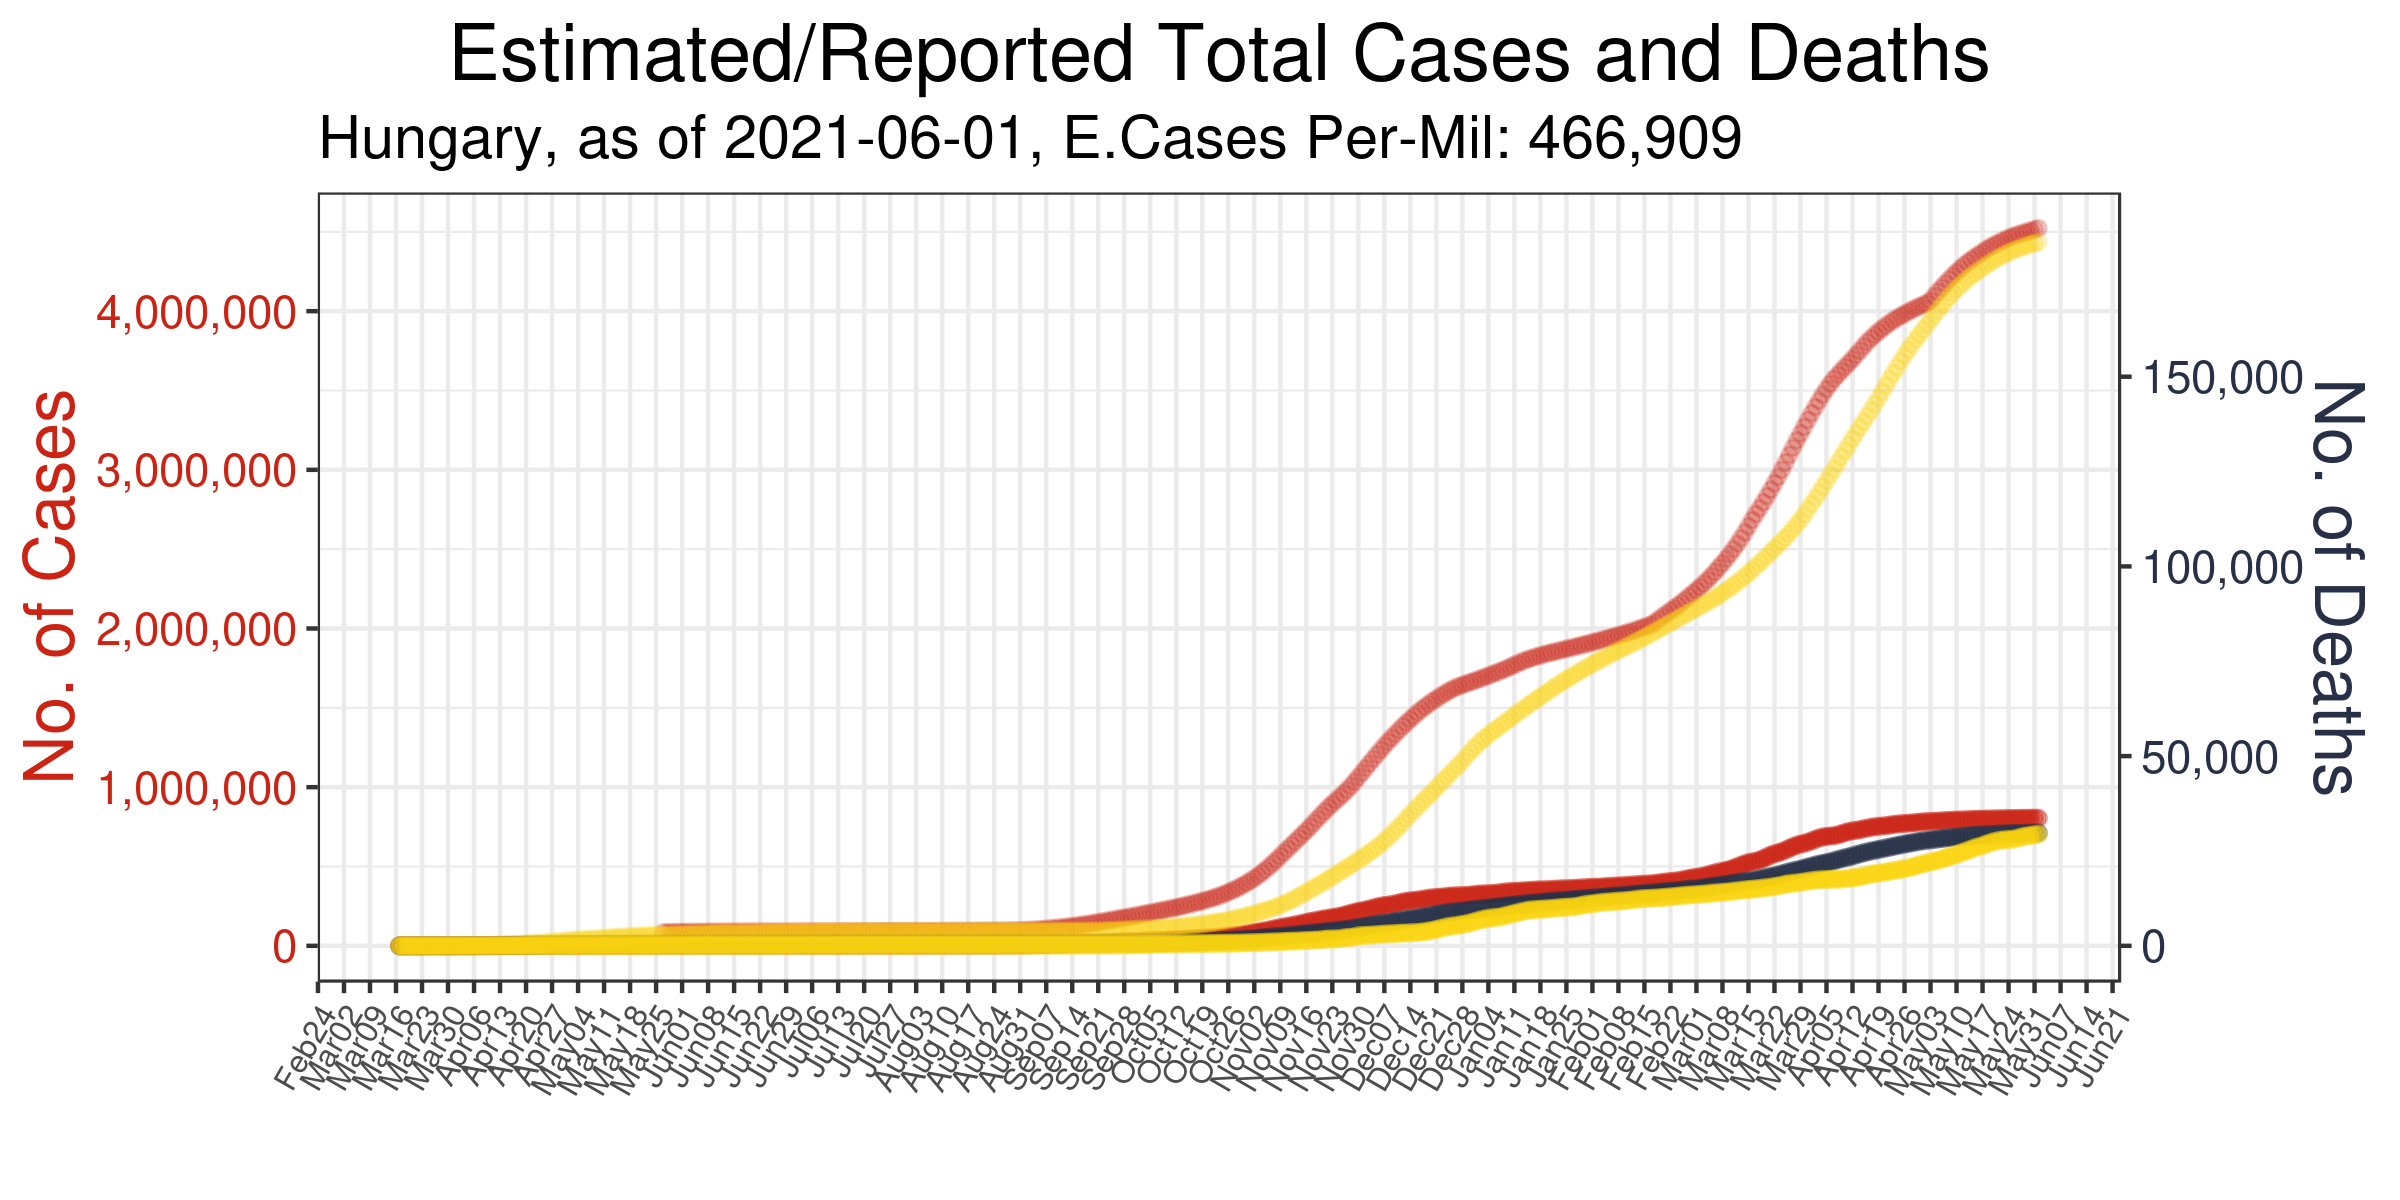 Estimated/Reported Total Cases and Deaths
Hungary, as of 2021-06-01, E.Cases Per-Mil: 466,909
No. of Cases
4,000,000
3,000,000
2,000,000
1,000,000
0
150,000
100,000
50,000
0
No. of Deaths
Feb24
Mar02
Mar09
Mar16
Mar23
Mar30
Apr06
Apr13
Apr20
Apr27
May04
May11
May18
May25
Jun01
Jun08
Jun15
Jun22
Jun29
Jul06
Jul13
Jul20
Jul27
Aug03
Aug10
Aug17
Aug24
Aug31
Sep07
Sep14
Sep21
Sep28
Oct05
Oct12
Oct19
Oct26
Nov02
Nov09
Nov16
Nov23
Nov30
Dec07
Dec14
Dec21
Dec28
Jan04
Jan11
Jan18
Jan25
Feb01
Feb08
Feb15
Feb22
Mar01
Mar08
Mar15
Mar22
Mar29
Apr05
Apr12
Apr19
Apr26
May03
May10
May17
May24
May31
Jun07
Jun14
Jun21